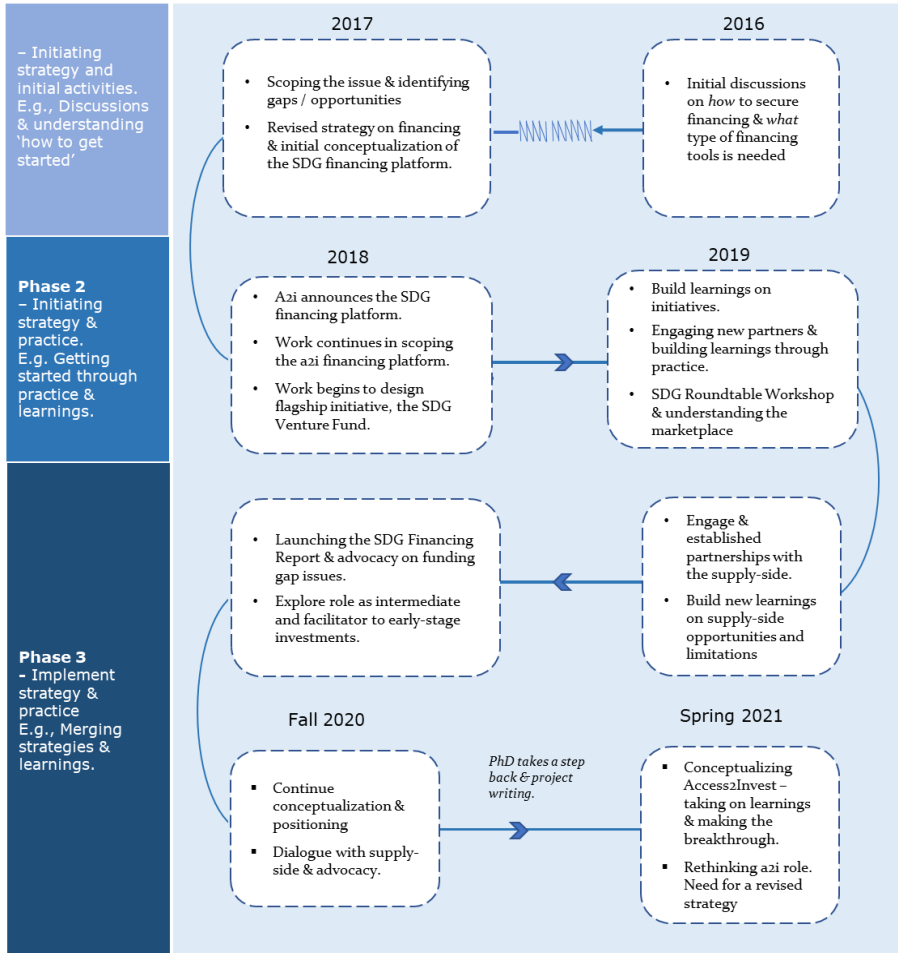 – Initiating
strategy and
initial activities.
E.g., Discussions
& understanding
‘how to get
started’
2017
• Scoping the issue & identifying
gaps / opportunities
• Revised strategy on financing
& initial conceptualization of
the SDG financing platform.
2016
• Initial discussions
on how to secure
financing & what
type of financing
tools is needed
Phase 2
– Initiating
strategy &
practice.
E.g. Getting
started through
practice &
learnings.
2018
• A2i announces the SDG
financing platform.
• Work continues in scoping
the a2i financing platform.
• Work begins to design
flagship initiative, the SDG
Venture Fund.
2019
• Build learnings on
initiatives.
• Engaging new partners &
building learnings through
practice.
• SDG Roundtable Workshop
& understanding the
marketplace
Phase 3
- Implement
strategy &
practice
E.g., Merging
strategies &
learnings.
• Launching the SDG Financing
Report & advocacy on funding
gap issues.
• Explore role as intermediate
and facilitator to early-stage
investments.
• Engage &
established
partnerships with
the supply-side.
• Build new learnings
on supply-side
opportunities and
limitations
Fall 2020
▪ Continue
conceptualization &
positioning
▪ Dialogue with supply-
side & advocacy.
PhD takes a step
back & project
writing.
Spring 2021
▪ Conceptualizing
Access2Invest –
taking on learnings
& making the
breakthrough.
▪ Rethinking a2i role.
Need for a revised
strategy